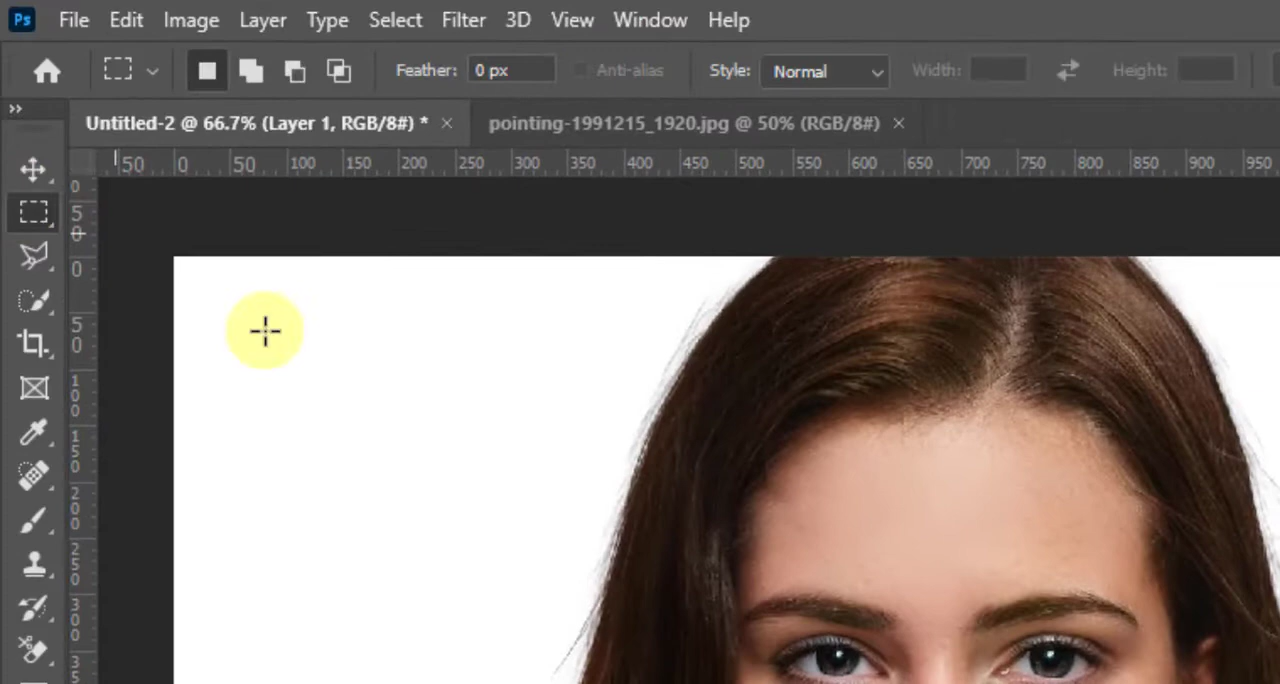 Ps File Edit Image Layer Type Select Filter 3D View Window Help
Feather: 0 px Anti-alias Style: Normal Width: Height:
Untitled-2 @ 66.7% (Layer 1, RGB/8#) * × pointing-1991215_1920.jpg @ 50% (RGB/8#) ×
50 0 50 100 150 200 250 300 350 400 450 500 550 600 650 700 750 800 850 900 950
0
50
0
50
100
150
200
250
300
35